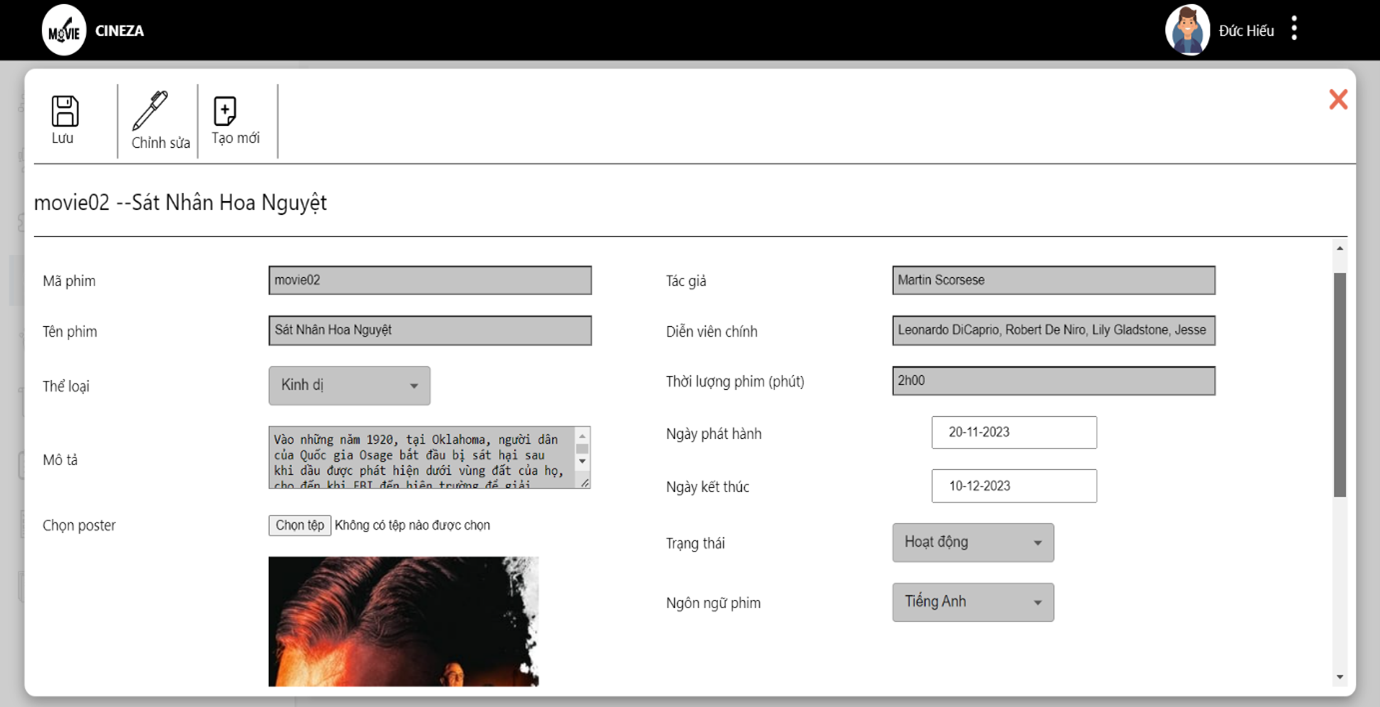 MOVIE
CINEZA
Đức Hiếu
Lưu
Chỉnh sửa
Tạo mới
movie02 --Sát Nhân Hoa Nguyệt
Mã phim
movie02
Tên phim
Sát Nhân Hoa Nguyệt
Thể loại
Kinh dị
Mô tả
Vào những năm 1920, tại Oklahoma, người dân
của Quốc gia Osage bắt đầu bị sát hại sau
khi dầu được phát hiện dưới vùng đất của họ,
cho đến khi FBI đến hiện trường để giải
Chọn poster
Chọn tệp Không có tệp nào được chọn
Tác giả
Martin Scorsese
Diễn viên chính
Leonardo DiCaprio, Robert De Niro, Lily Gladstone, Jesse
Thời lượng phim (phút)
2h00
Ngày phát hành
20-11-2023
Ngày kết thúc
10-12-2023
Trạng thái
Hoạt động
Ngôn ngữ phim
Tiếng Anh